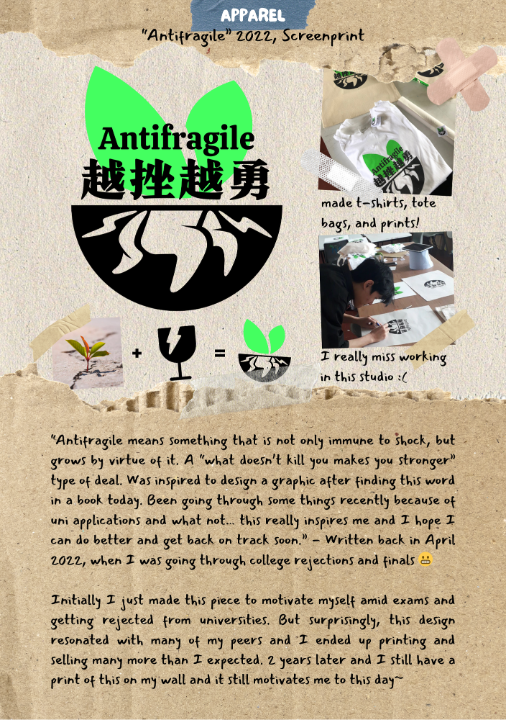 APPAREL
"Antifragile" 2022, Screenprint
Antifragile
越挫越勇
made t-shirts, tote
bags, and prints!
I really miss working
in this studio :(
+
=
"Antifragile means something that is not only immune to shock, but
grows by virtue of it. A "what doesn't kill you makes you stronger"
type of deal. Was inspired to design a graphic after finding this word
in a book today. Been going through some things recently because of
uni applications and what not... this really inspires me and I hope I
can do better and get back on track soon." - Written back in April
2022, when I was going through college rejections and finals 😬
Initially I just made this piece to motivate myself amid exams and
getting rejected from universities. But surprisingly, this design
resonated with many of my peers and I ended up printing and
selling many more than I expected. 2 years later and I still have a
print of this on my wall and it still motivates me to this day~